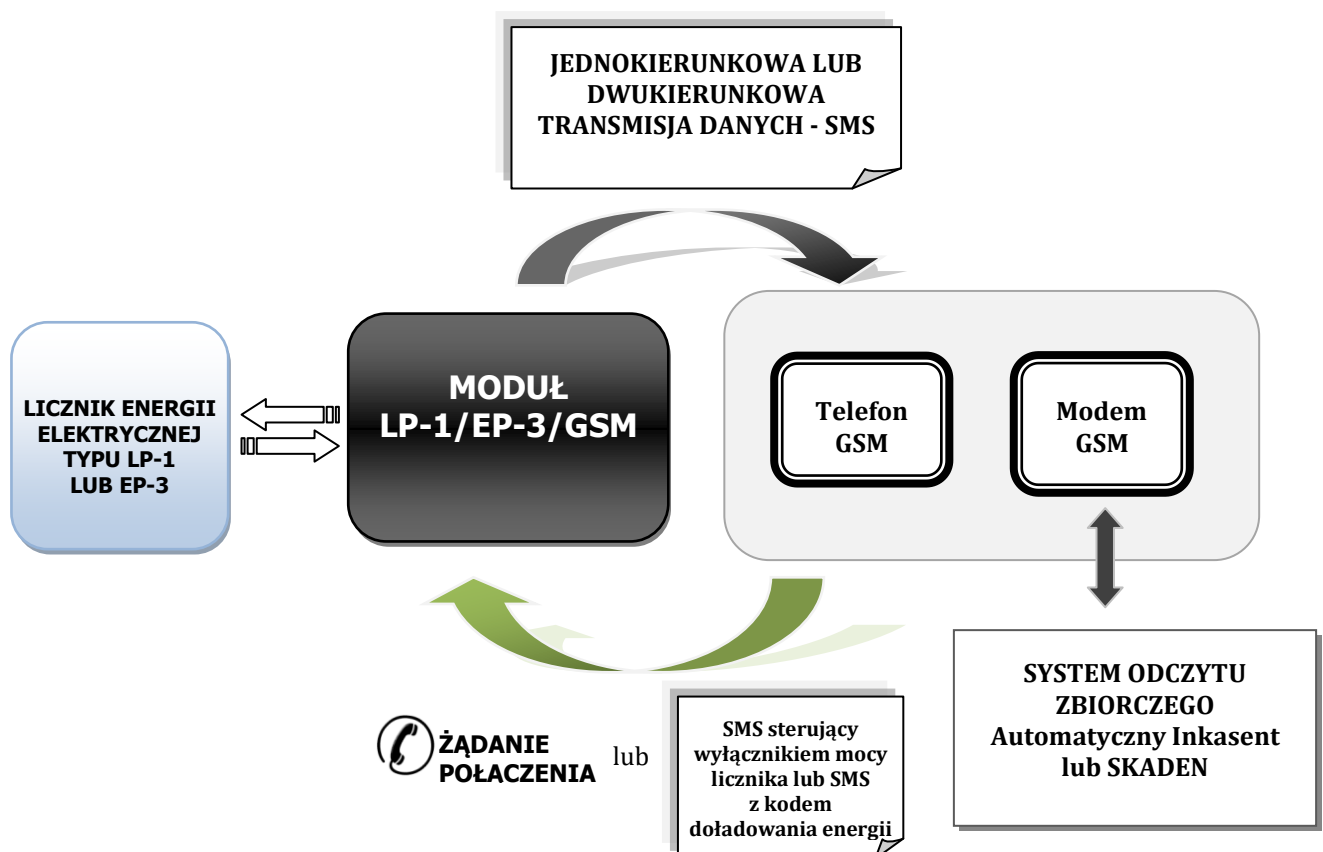 JEDNOKIERUNKOWA LUB
DWUKIERUNKOWA
TRANSMISJA DANYCH - SMS
LICZNIK ENERGII
ELEKTRYCZNEJ
TYPU LP-1
LUB EP-3
MODUŁ
LP-1/EP-3/GSM
Telefon
GSM
Modem
GSM
ŻĄDANIE
POŁACZENIA
lub
SMS sterujący
wyłącznikiem mocy
licznika lub SMS
z kodem
doładowania energii
SYSTEM ODCZYTU
ZBIORCZEGO
Automatyczny Inkasent
lub SKADEN